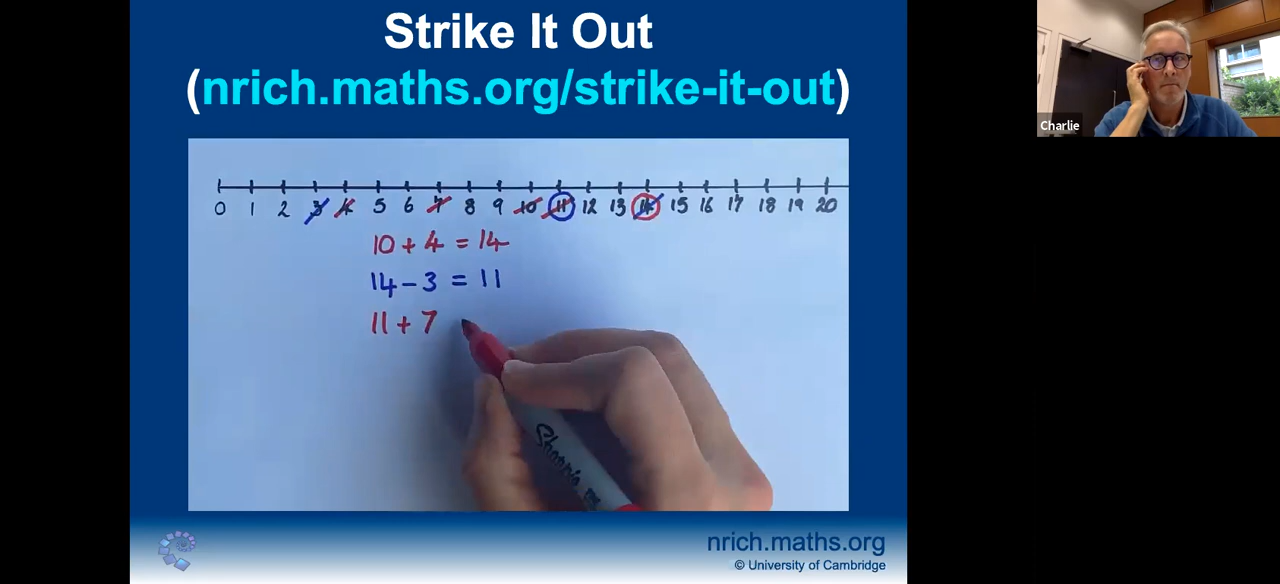 Strike It Out
(nrich.maths.org/strike-it-out)
0 1 2 3 4 5 6 7 8 9 10 11 12 13 14 15 16 17 18 19 20
10 + 4 = 14
14 - 3 = 11
11 + 7
Sharpie
nrich.maths.org
© University of Cambridge
Charlie